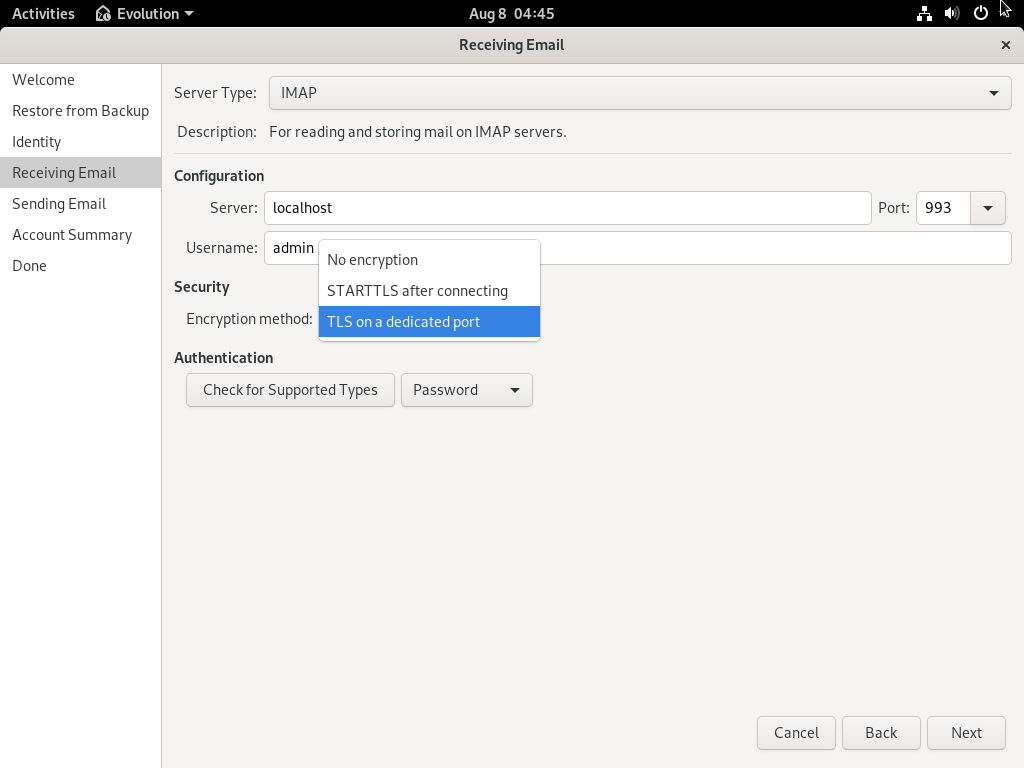 Activities
Evolution
Aug 8 04:45
Receiving Email
Welcome
Restore from Backup
Identity
Receiving Email
Sending Email
Account Summary
Done
Server Type: IMAP
Description: For reading and storing mail on IMAP servers.
Configuration
Server: localhost Port: 993
Username: admin
No encryption
Security
STARTTLS after connecting
Encryption method: TLS on a dedicated port
Authentication
Check for Supported Types Password
Cancel Back Next